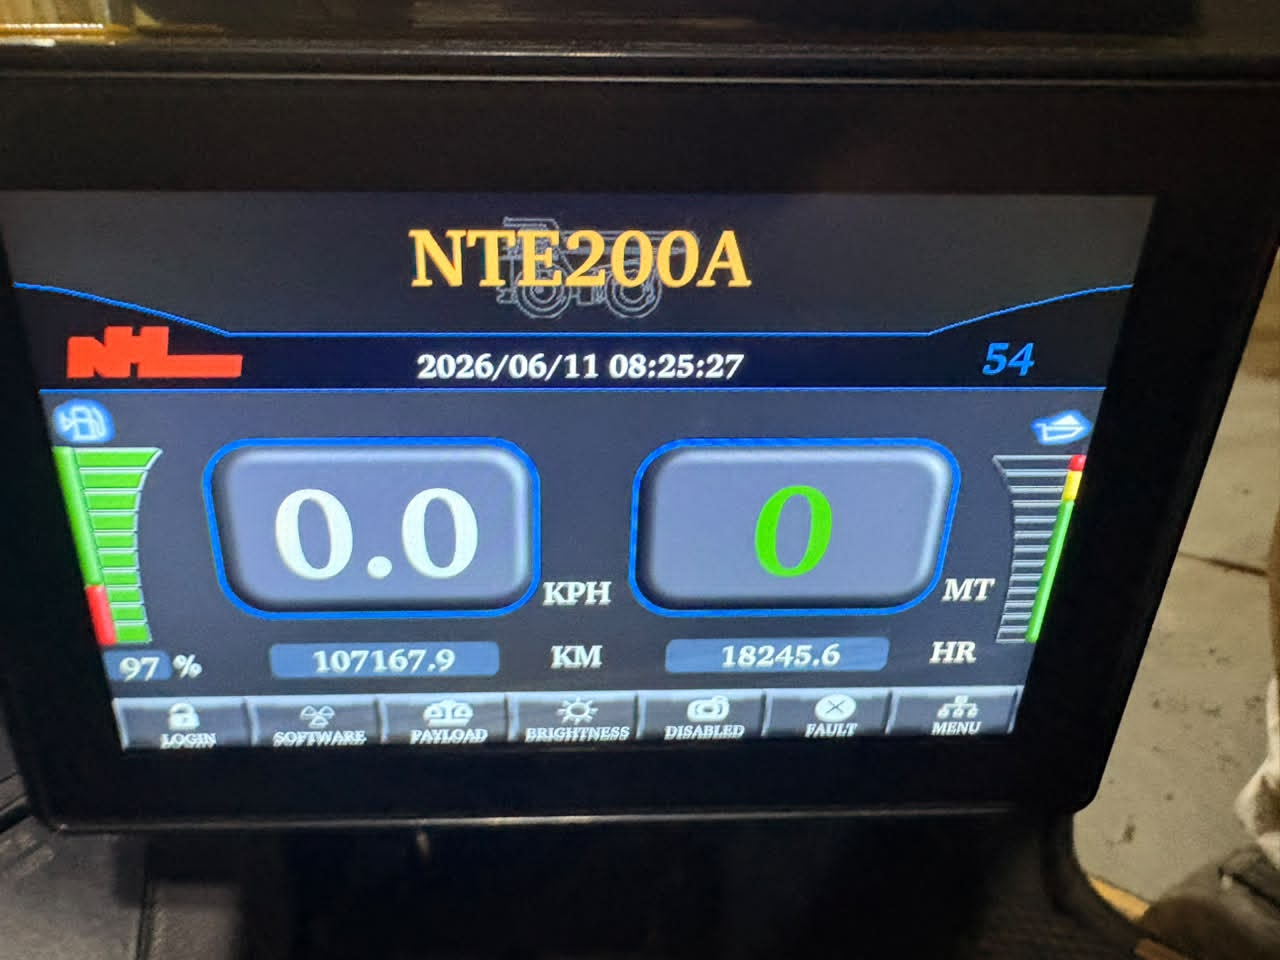 NTE200A
NHL
2026/06/11 08:25:27
54
0.0 KPH
0 MT
97 %
107167.9 KM
18245.6 HR
LOGIN SOFTWARE PAYLOAD BRIGHTNESS DISABLED FAULT MENU